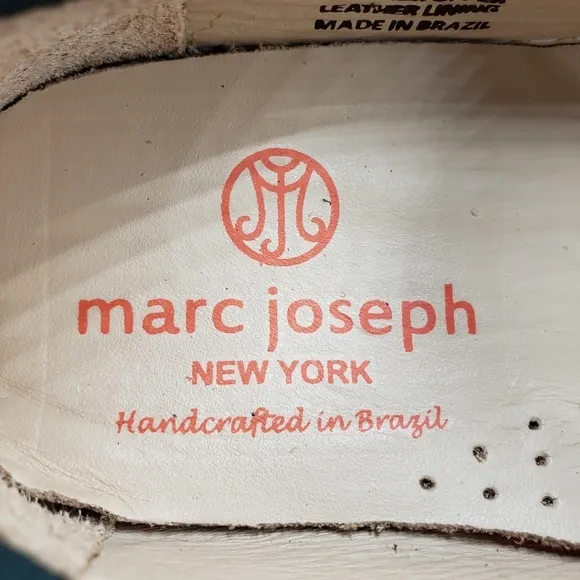 LEATHER LINING
MADE IN BRAZIL
marc joseph
NEW YORK
Handcrafted in Brazil